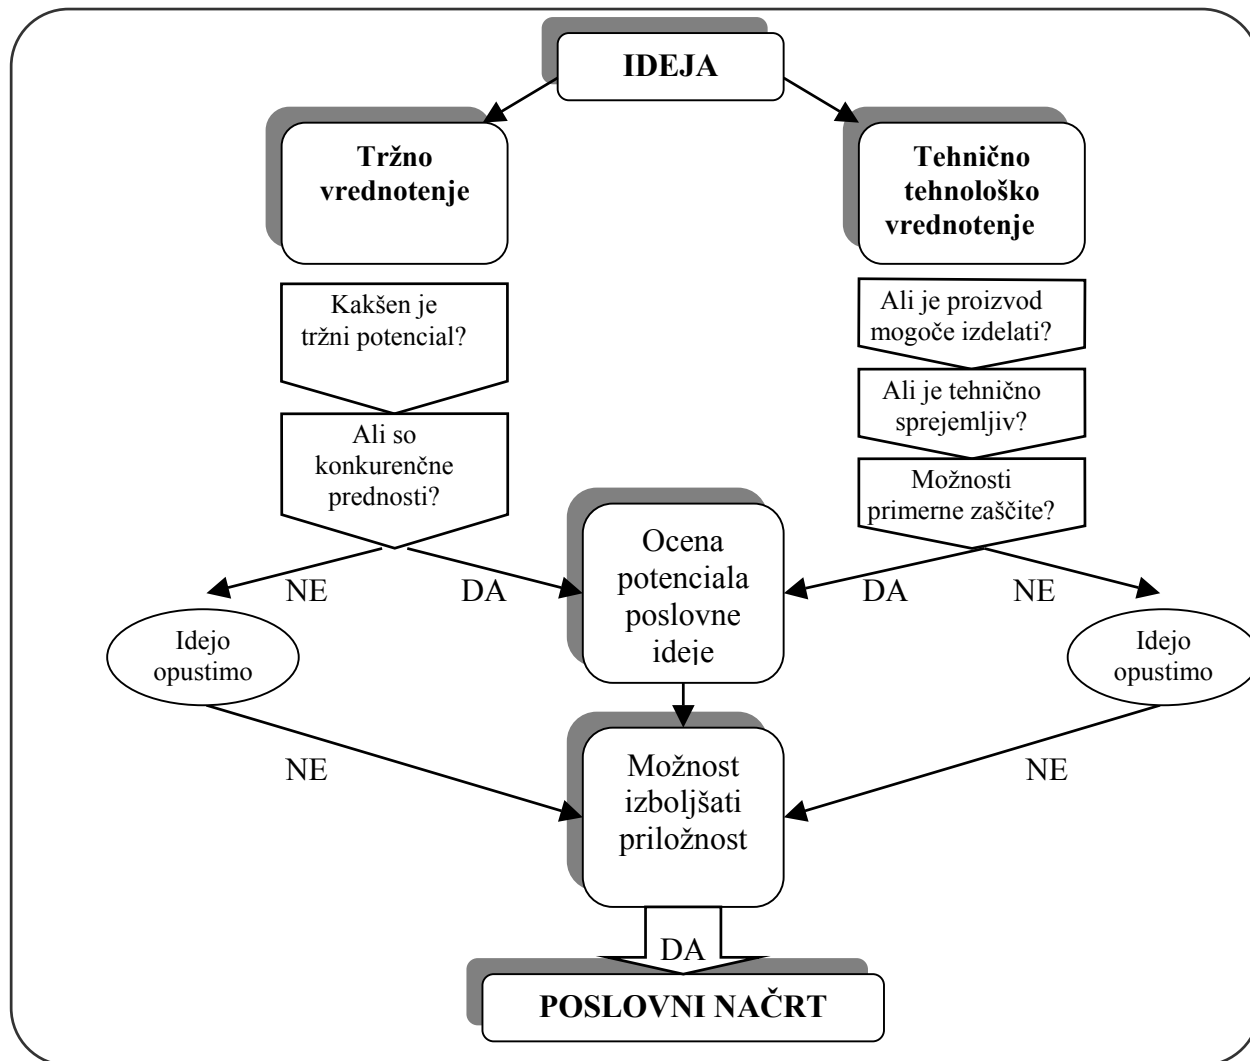 IDEJA
Tržno
vrednotenje
Tehnično
tehnološko
vrednotenje
Kakšen je
tržni potencial?
Ali je proizvod
mogoče izdelati?
Ali je tehnično
sprejemljiv?
Ali so
konkurenčne
prednosti?
Možnosti
primerne zaščite?
Ocena
potenciala
poslovne
ideje
NE
DA
DA
NE
Idejo
opustimo
Idejo
opustimo
NE
NE
Možnost
izboljšati
priložnost
DA
POSLOVNI NAČRT